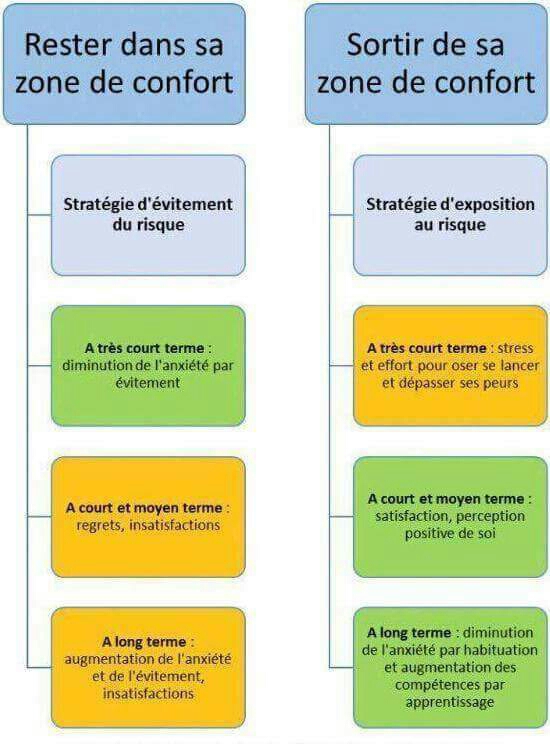 Rester dans sa
zone de confort
Stratégie d'évitement
du risque
A très court terme :
diminution de l'anxiété par
évitement
A court et moyen terme :
regrets, insatisfactions
A long terme :
augmentation de l'anxiété
et de l'évitement,
insatisfactions
Sortir de sa
zone de confort
Stratégie d'exposition
au risque
A très court terme : stress
et effort pour oser se lancer
et dépasser ses peurs
A court et moyen terme :
satisfaction, perception
positive de soi
A long terme : diminution
de l'anxiété par habituation
et augmentation des
compétences par
apprentissage